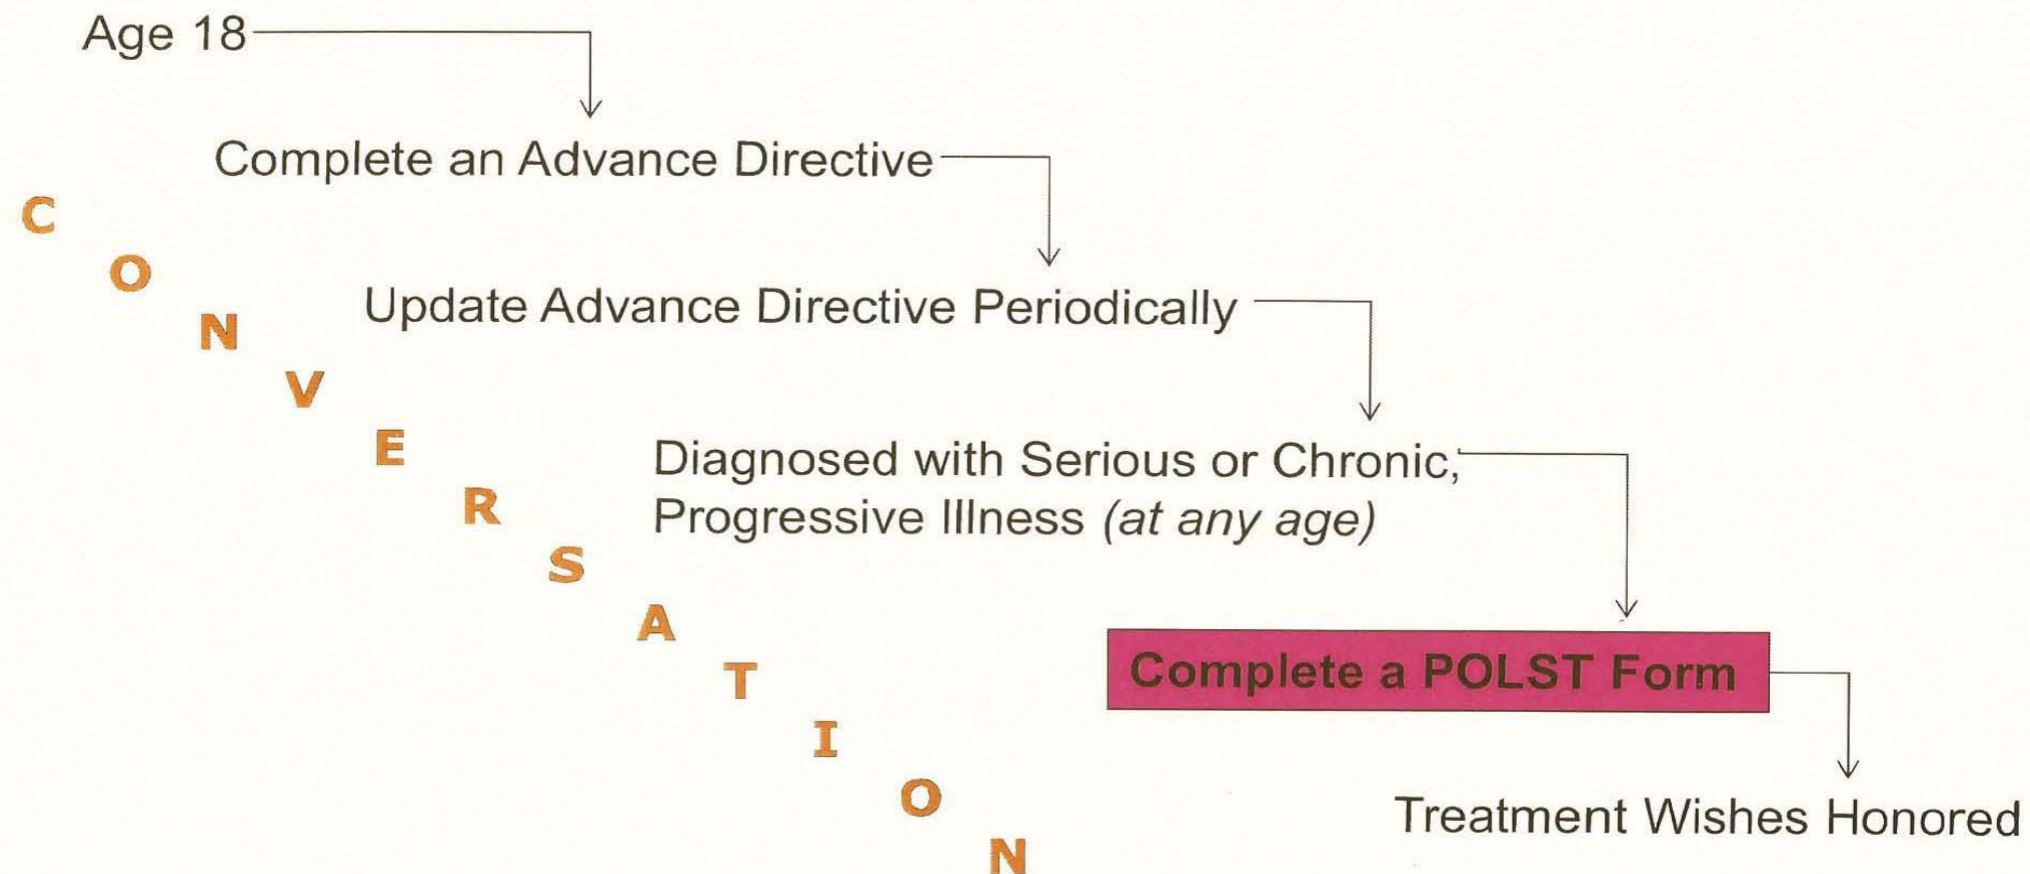 Age 18
Complete an Advance Directive
Update Advance Directive Periodically
Diagnosed with Serious or Chronic,
Progressive Illness (at any age)
Complete a POLST Form
Treatment Wishes Honored
CONVERSATION